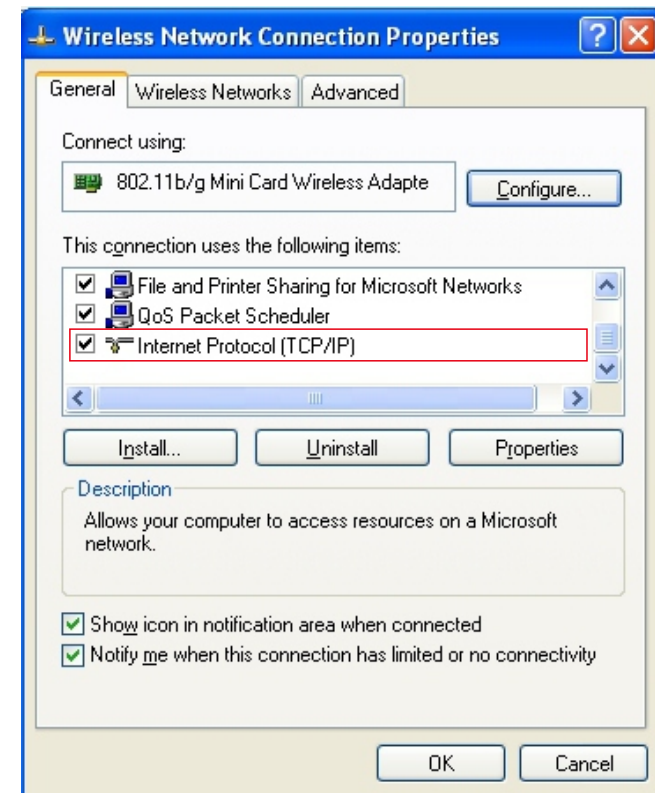 Wireless Network Connection Properties
General Wireless Networks Advanced
Connect using:
802.11b/g Mini Card Wireless Adapte Configure...
This connection uses the following items:
File and Printer Sharing for Microsoft Networks
QoS Packet Scheduler
Internet Protocol (TCP/IP)
Install... Uninstall Properties
Description
Allows your computer to access resources on a Microsoft
network.
Show icon in notification area when connected
Notify me when this connection has limited or no connectivity
OK Cancel